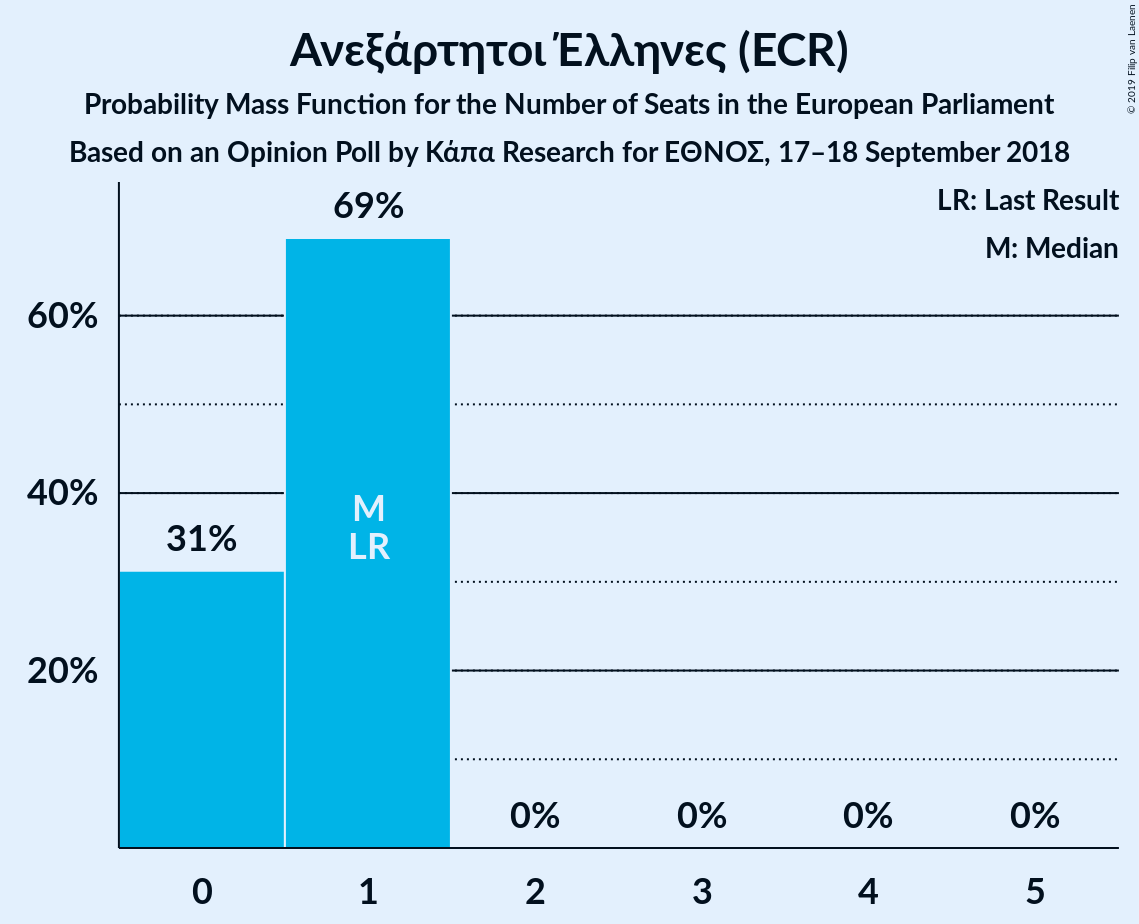 Ανεξάρτητοι Έλληνες (ECR)
Probability Mass Function for the Number of Seats in the European Parliament
Based on an Opinion Poll by Κάπα Research for ΕΘΝΟΣ, 17–18 September 2018
© 2019 Filip van Laenen
LR: Last Result
M: Median
69%
60%
40%
31%
M
LR
20%
0% 0% 0% 0%
0 1 2 3 4 5